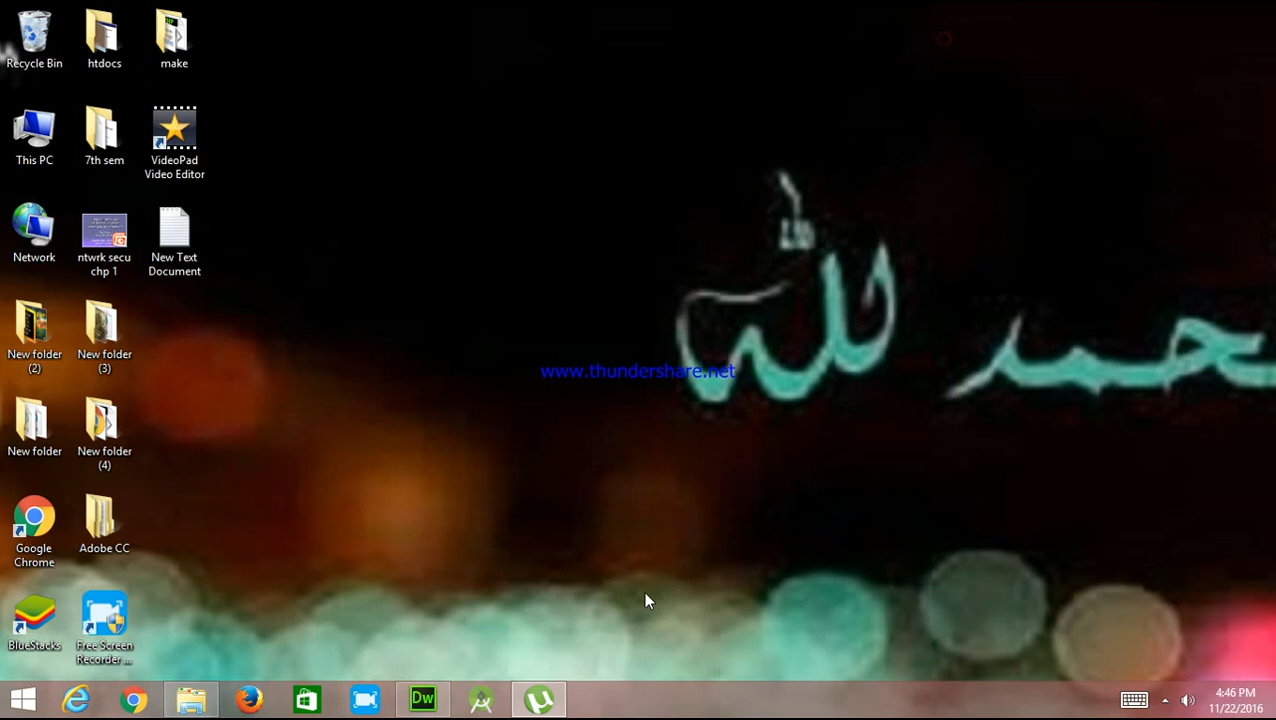 Recycle Bin
htdocs
make
This PC
7th sem
VideoPad
Video Editor
Network
ntwrk secu
chp 1
New Text
Document
New folder
(2)
New folder
(3)
New folder
New folder
(4)
Google
Chrome
Adobe CC
BlueStacks
Free Screen
Recorder ...
حمد لله
www.thundershare.net
Dw
4:46 PM
11/22/2016